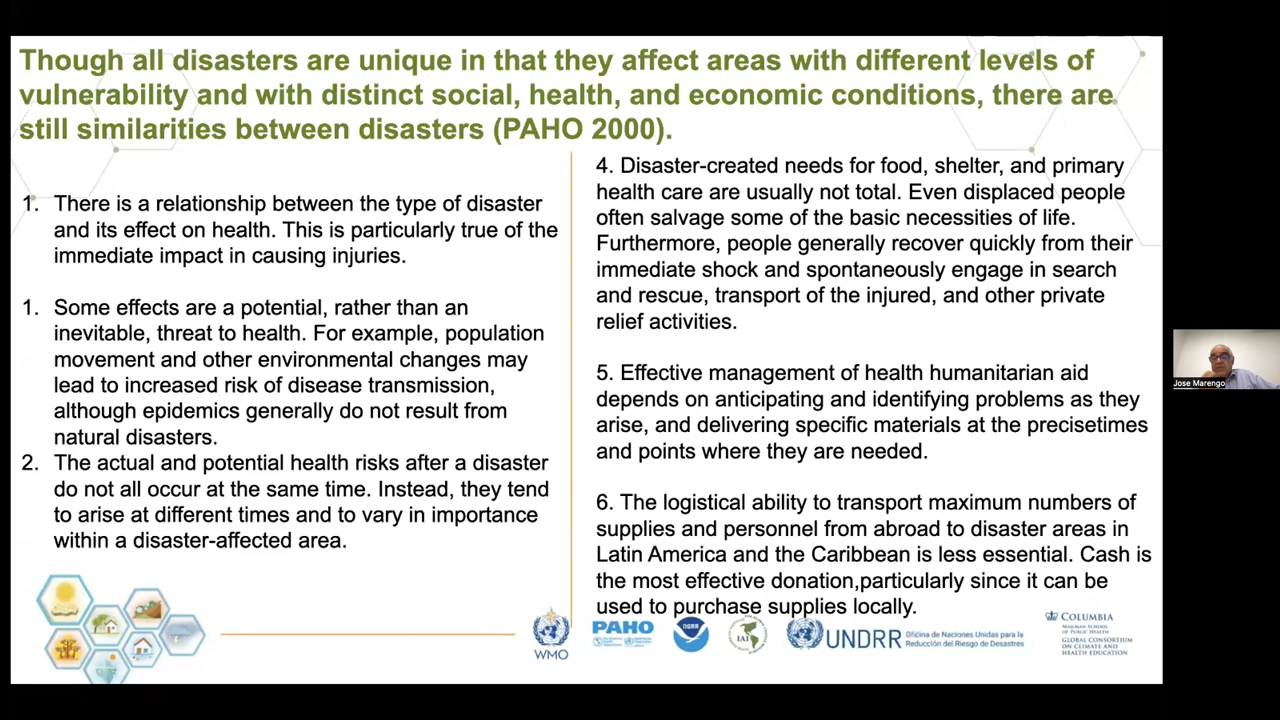 Though all disasters are unique in that they affect areas with different levels of
vulnerability and with distinct social, health, and economic conditions, there are
still similarities between disasters (PAHO 2000).
1. There is a relationship between the type of disaster
and its effect on health. This is particularly true of the
immediate impact in causing injuries.
1. Some effects are a potential, rather than an
inevitable, threat to health. For example, population
movement and other environmental changes may
lead to increased risk of disease transmission,
although epidemics generally do not result from
natural disasters.
2. The actual and potential health risks after a disaster
do not all occur at the same time. Instead, they tend
to arise at different times and to vary in importance
within a disaster-affected area.
4. Disaster-created needs for food, shelter, and primary
health care are usually not total. Even displaced people
often salvage some of the basic necessities of life.
Furthermore, people generally recover quickly from their
immediate shock and spontaneously engage in search
and rescue, transport of the injured, and other private
relief activities.
5. Effective management of health humanitarian aid
depends on anticipating and identifying problems as they
arise, and delivering specific materials at the precisetimes
and points where they are needed.
6. The logistical ability to transport maximum numbers of
supplies and personnel from abroad to disaster areas in
Latin America and the Caribbean is less essential. Cash is
the most effective donation,particularly since it can be
used to purchase supplies locally.
WMO
PAHO
NOAA
IAI
UNDRR
Oficina de Naciones Unidas para la
Reducción del Riesgo de Desastres
COLUMBIA
MAILMAN SCHOOL
OF PUBLIC HEALTH
GLOBAL CONSORTIUM
ON CLIMATE AND
HEALTH EDUCATION
Jose Marengo